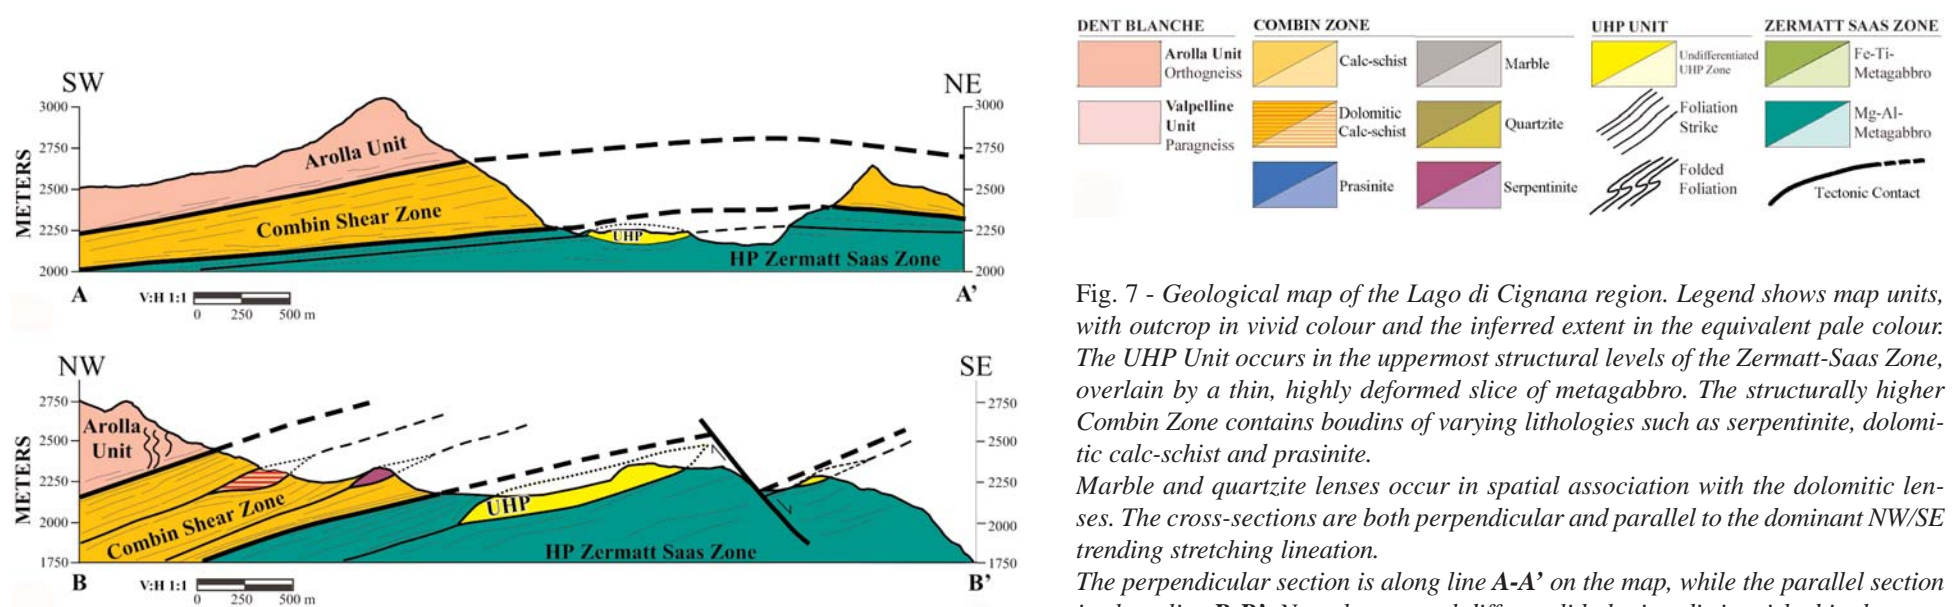 SW
NE
3000
2750
2500
2250
2000
METERS
3000
2750
2500
2250
2000
Arolla Unit
Combin Shear Zone
UHP
HP Zermatt Saas Zone
A
A'
V:H 1:1
0 250 500 m
NW
SE
2750
2500
2250
2000
1750
METERS
2750
2500
2250
2000
1750
Arolla
Unit
Combin Shear Zone
UHP
HP Zermatt Saas Zone
B
B'
V:H 1:1
0 250 500 m
DENT BLANCHE
Arolla Unit
Orthogneiss
Valpelline
Unit
Paragneiss
COMBIN ZONE
Calc-schist
Dolomitic
Calc-schist
Prasinite
Marble
Quartzite
Serpentinite
UHP UNIT
Undifferentiated
UHP Zone
Foliation
Strike
Folded
Foliation
ZERMATT SAAS ZONE
Fe-Ti-
Metagabbro
Mg-Al-
Metagabbro
Tectonic Contact
Fig. 7 - Geological map of the Lago di Cignana region. Legend shows map units,
with outcrop in vivid colour and the inferred extent in the equivalent pale colour.
The UHP Unit occurs in the uppermost structural levels of the Zermatt-Saas Zone,
overlain by a thin, highly deformed slice of metagabbro. The structurally higher
Combin Zone contains boudins of varying lithologies such as serpentinite, dolomi-
tic calc-schist and prasinite.
Marble and quartzite lenses occur in spatial association with the dolomitic len-
ses. The cross-sections are both perpendicular and parallel to the dominant NW/SE
trending stretching lineation.
The perpendicular section is along line A-A' on the map, while the parallel section